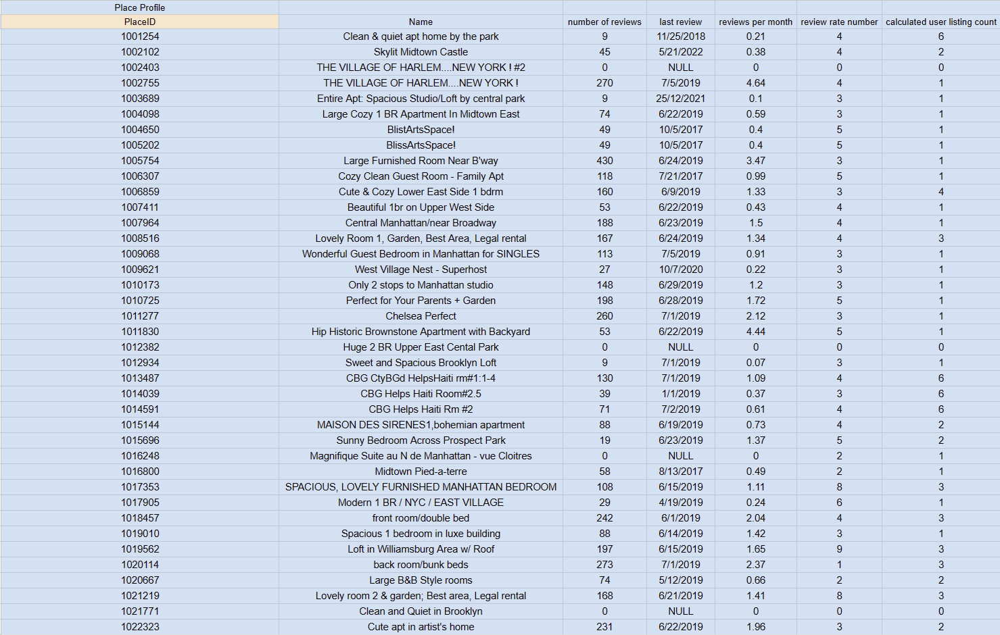 Place Profile
PlaceID Name number of reviews last review reviews per month review rate number calculated user listing count
1001254 Clean & quiet apt home by the park 9 11/25/2018 0.21 4 6
1002102 Skylit Midtown Castle 45 5/21/2022 0.38 4 2
1002403 THE VILLAGE OF HARLEM....NEW YORK ! #2 0 NULL 0 0 0
1002755 THE VILLAGE OF HARLEM....NEW YORK ! 270 7/5/2019 4.64 4 1
1003689 Entire Apt: Spacious Studio/Loft by central park 9 25/12/2021 0.1 3 1
1004098 Large Cozy 1 BR Apartment In Midtown East 74 6/22/2019 0.59 3 1
1004650 BlistArtsSpace! 49 10/5/2017 0.4 5 1
1005202 BlissArtsSpace! 49 10/5/2017 0.4 5 1
1005754 Large Furnished Room Near B'way 430 6/24/2019 3.47 3 1
1006307 Cozy Clean Guest Room - Family Apt 118 7/21/2017 0.99 5 1
1006859 Cute & Cozy Lower East Side 1 bdrm 160 6/9/2019 1.33 3 4
1007411 Beautiful 1br on Upper West Side 53 6/22/2019 0.43 4 1
1007964 Central Manhattan/near Broadway 188 6/23/2019 1.5 4 1
1008516 Lovely Room 1, Garden, Best Area, Legal rental 167 6/24/2019 1.34 4 3
1009068 Wonderful Guest Bedroom in Manhattan for SINGLES 113 7/5/2019 0.91 3 1
1009621 West Village Nest - Superhost 27 10/7/2020 0.22 3 1
1010173 Only 2 stops to Manhattan studio 148 6/29/2019 1.2 3 1
1010725 Perfect for Your Parents + Garden 198 6/28/2019 1.72 5 1
1011277 Chelsea Perfect 260 7/1/2019 2.12 3 1
1011830 Hip Historic Brownstone Apartment with Backyard 53 6/22/2019 4.44 5 1
1012382 Huge 2 BR Upper East Cental Park 0 NULL 0 0 0
1012934 Sweet and Spacious Brooklyn Loft 9 7/1/2019 0.07 3 1
1013487 CBG CtyBGd HelpsHaiti rm#1:1-4 130 7/1/2019 1.09 4 6
1014039 CBG Helps Haiti Room#2.5 39 1/1/2019 0.37 3 6
1014591 CBG Helps Haiti Rm #2 71 7/2/2019 0.61 4 6
1015144 MAISON DES SIRENES1,bohemian apartment 88 6/19/2019 0.73 4 2
1015696 Sunny Bedroom Across Prospect Park 19 6/23/2019 1.37 5 2
1016248 Magnifique Suite au N de Manhattan - vue Cloitres 0 NULL 0 2 1
1016800 Midtown Pied-a-terre 58 8/13/2017 0.49 2 1
1017353 SPACIOUS, LOVELY FURNISHED MANHATTAN BEDROOM 108 6/15/2019 1.11 8 3
1017905 Modern 1 BR / NYC / EAST VILLAGE 29 4/19/2019 0.24 6 1
1018457 front room/double bed 242 6/1/2019 2.04 4 3
1019010 Spacious 1 bedroom in luxe building 88 6/14/2019 1.42 3 1
1019562 Loft in Williamsburg Area w/ Roof 197 6/15/2019 1.65 9 3
1020114 back room/bunk beds 273 7/1/2019 2.37 1 3
1020667 Large B&B Style rooms 74 5/12/2019 0.66 2 2
1021219 Lovely room 2 & garden; Best area, Legal rental 168 6/21/2019 1.41 8 3
1021771 Clean and Quiet in Brooklyn 0 NULL 0 0 0
1022323 Cute apt in artist's home 231 6/22/2019 1.96 3 2